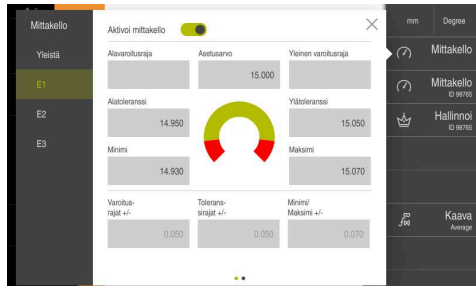 Mittakello
Yleistä
E1
E2
E3
Aktivoi mittakello
Alavaroitusraja
Asetusarvo
Yleinen varoitusraja
15.000
Alatoleranssi
Ylätoleranssi
14.950
15.050
Minimi
Maksimi
14.930
15.070
Varoitus-
rajat +/-
Tolerans-
sirajat +/-
Minimi/
Maksimi +/-
0.050
0.050
0.070
mm
Degree
Mittakello
Mittakello
ID 98765
Hallinnoi
ID 98765
Kaava
Average